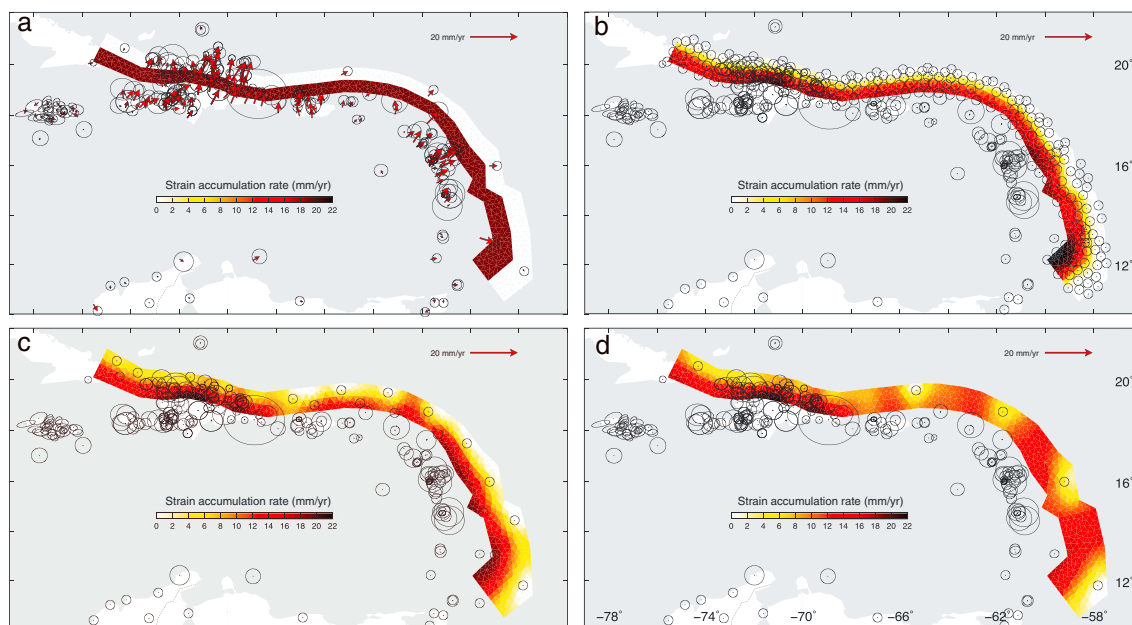 a
20 mm/yr
Strain accumulation rate (mm/yr)
0 2 4 6 8 10 12 14 16 18 20 22
b
20 mm/yr
20°
16°
12°
Strain accumulation rate (mm/yr)
0 2 4 6 8 10 12 14 16 18 20 22
c
20 mm/yr
Strain accumulation rate (mm/yr)
0 2 4 6 8 10 12 14 16 18 20 22
d
20 mm/yr
20°
16°
12°
Strain accumulation rate (mm/yr)
0 2 4 6 8 10 12 14 16 18 20 22
−78° −74° −70° −66° −62° −58°